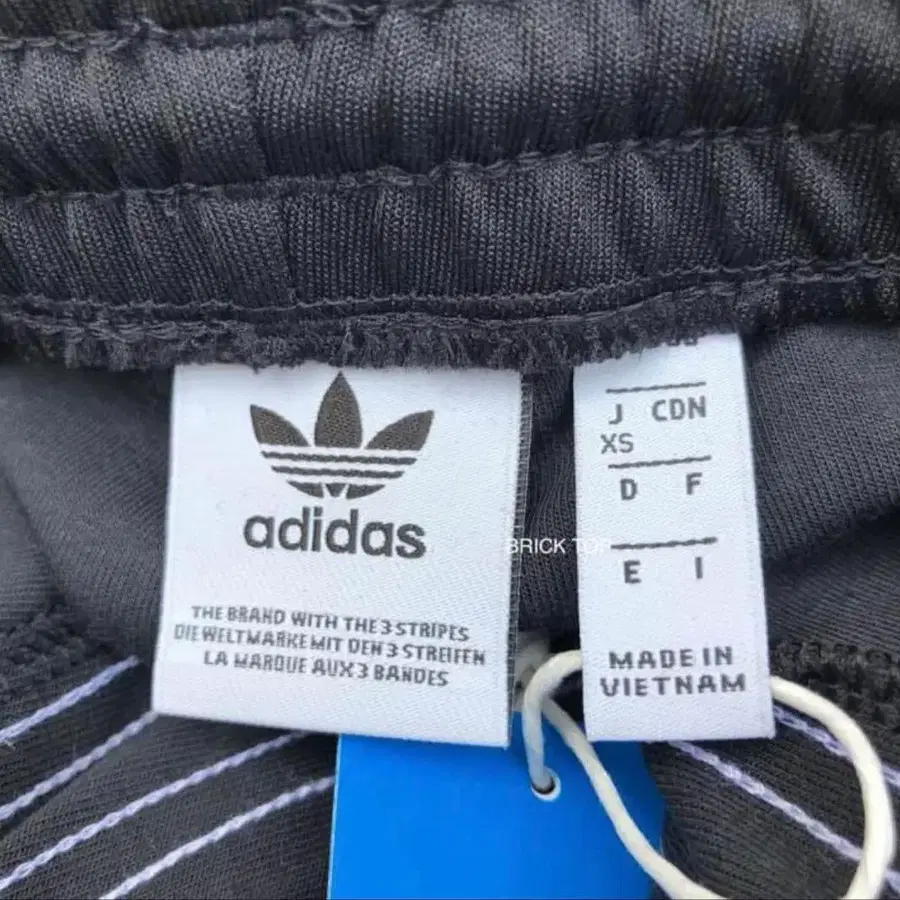 adidas
THE BRAND WITH THE 3 STRIPES
DIE WELTMARKE MIT DEN 3 STREIFEN
LA MARQUE AUX 3 BANDES
J CDN
XS
D F
E I
MADE IN
VIETNAM
BRICK TOP